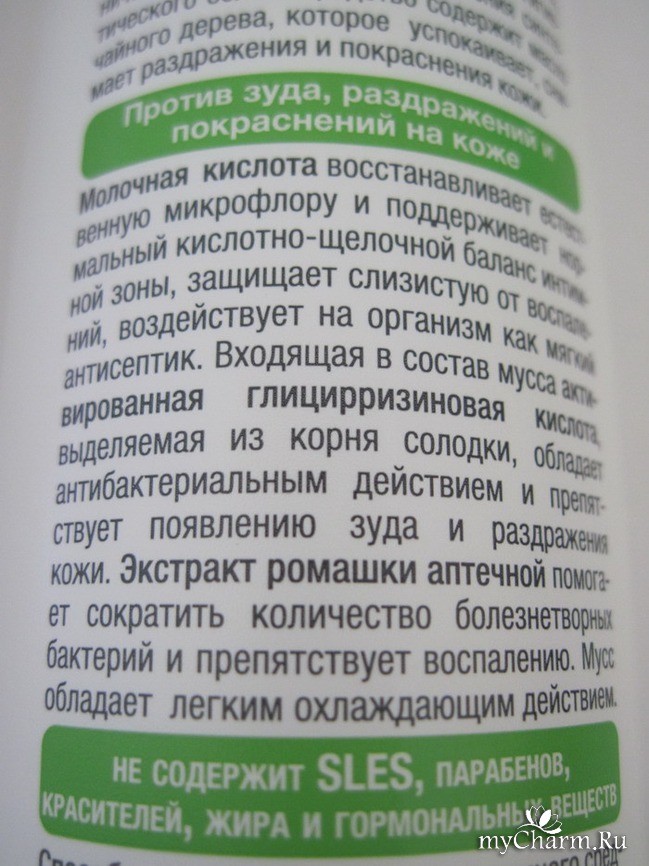 тического
содержит
чайного дерева, которое успокаивает,
мает раздражения и покраснения кожи.
Против зуда, раздражений и
покраснений на коже
Молочная кислота восстанавливает естест-
венную микрофлору и поддерживает нор-
мальный кислотно-щелочной баланс интим-
ной зоны, защищает слизистую от воспале-
ний, воздействует на организм как мягкий
антисептик. Входящая в состав мусса акти-
вированная глицирризиновая кислота,
выделяемая из корня солодки, обладает
антибактериальным действием и препят-
ствует появлению зуда и раздражения
кожи. Экстракт ромашки аптечной помога-
ет сократить количество болезнетворных
бактерий и препятствует воспалению. Мусс
обладает легким охлаждающим действием.
НЕ СОДЕРЖИТ SLES, ПАРАБЕНОВ,
КРАСИТЕЛЕЙ, ЖИРА И ГОРМОНАЛЬНЫХ ВЕЩЕСТВ
myCharm.Ru